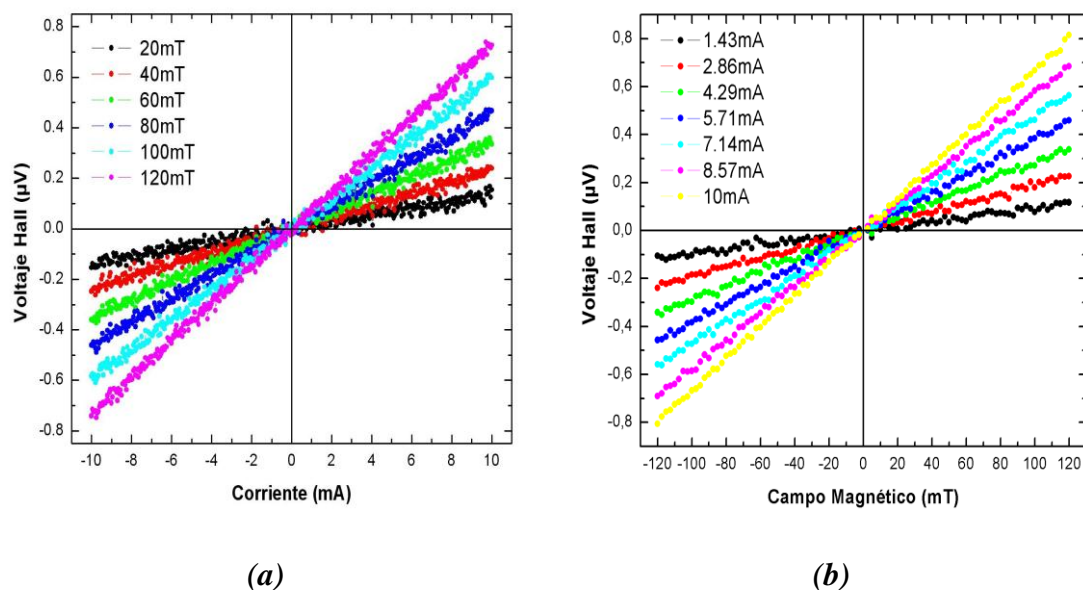 Voltaje Hall (µV)
0.8
0.6
0.4
0.2
0.0
-0.2
-0.4
-0.6
-0.8
20mT
40mT
60mT
80mT
100mT
120mT
-10 -8 -6 -4 -2 0 2 4 6 8 10
Corriente (mA)
(a)
Voltaje Hall (µV)
0,8
0,6
0,4
0,2
0,0
-0,2
-0,4
-0,6
-0,8
1.43mA
2.86mA
4.29mA
5.71mA
7.14mA
8.57mA
10mA
-120 -100 -80 -60 -40 -20 0 20 40 60 80 100 120
Campo Magnético (mT)
(b)